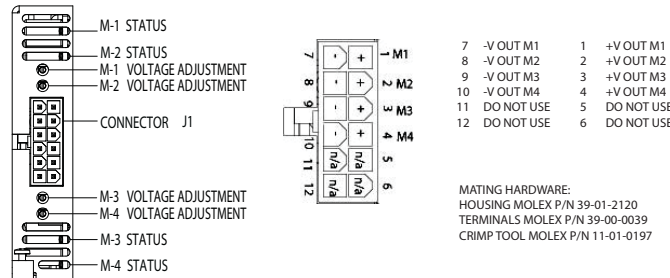 M-1 STATUS
M-2 STATUS
M-1 VOLTAGE ADJUSTMENT
M-2 VOLTAGE ADJUSTMENT
CONNECTOR J1
M-3 VOLTAGE ADJUSTMENT
M-4 VOLTAGE ADJUSTMENT
M-3 STATUS
M-4 STATUS
7 - + 1 M1
8 - + 2 M2
9 - + 3 M3
10 - + 4 M4
11 n/a n/a 5
12 n/a n/a 6
7 -V OUT M1 1 +V OUT M1
8 -V OUT M2 2 +V OUT M2
9 -V OUT M3 3 +V OUT M3
10 -V OUT M4 4 +V OUT M4
11 DO NOT USE 5 DO NOT USE
12 DO NOT USE 6 DO NOT USE
MATING HARDWARE:
HOUSING MOLEX P/N 39-01-2120
TERMINALS MOLEX P/N 39-00-0039
CRIMP TOOL MOLEX P/N 11-01-0197